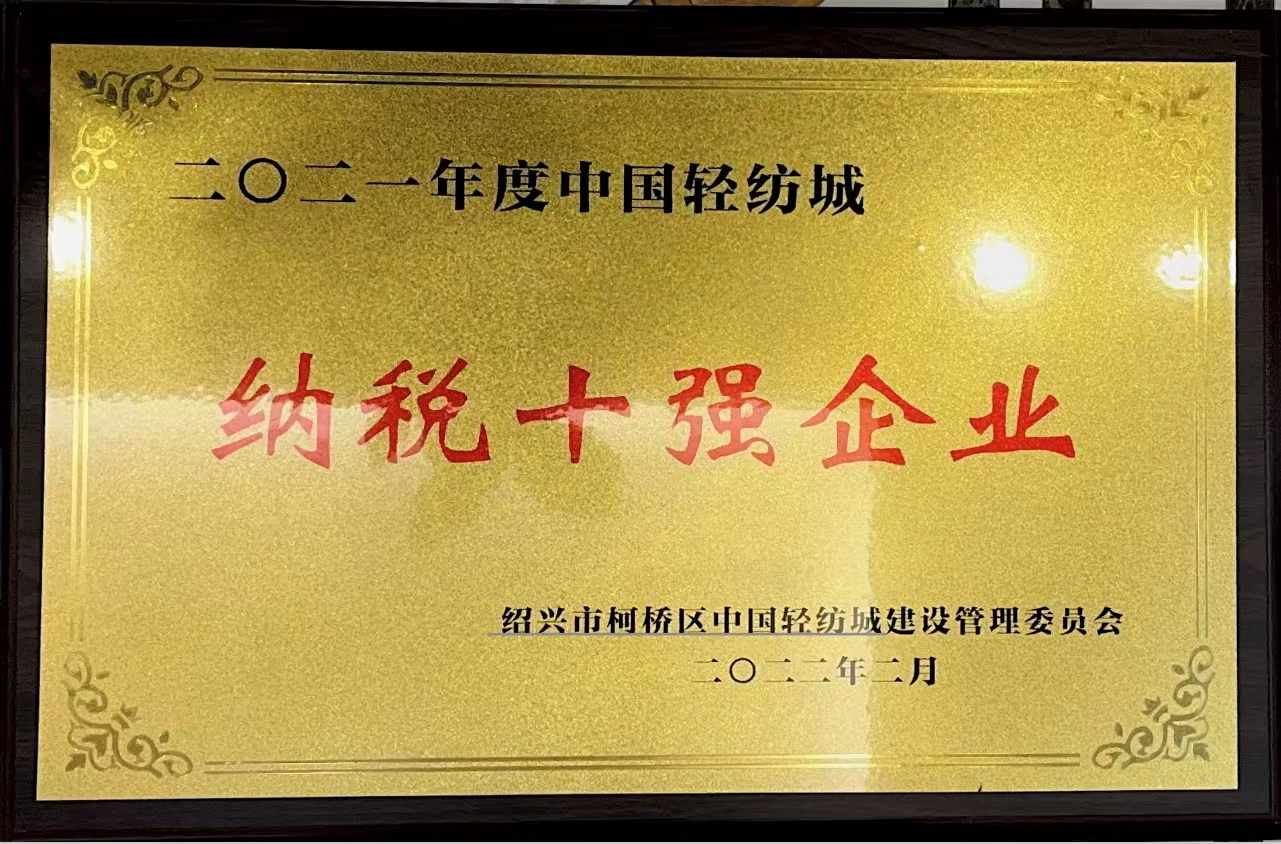 二〇二一年度中国轻纺城
纳税十强企业
绍兴市柯桥区中国轻纺城建设管理委员会
二〇二二年二月